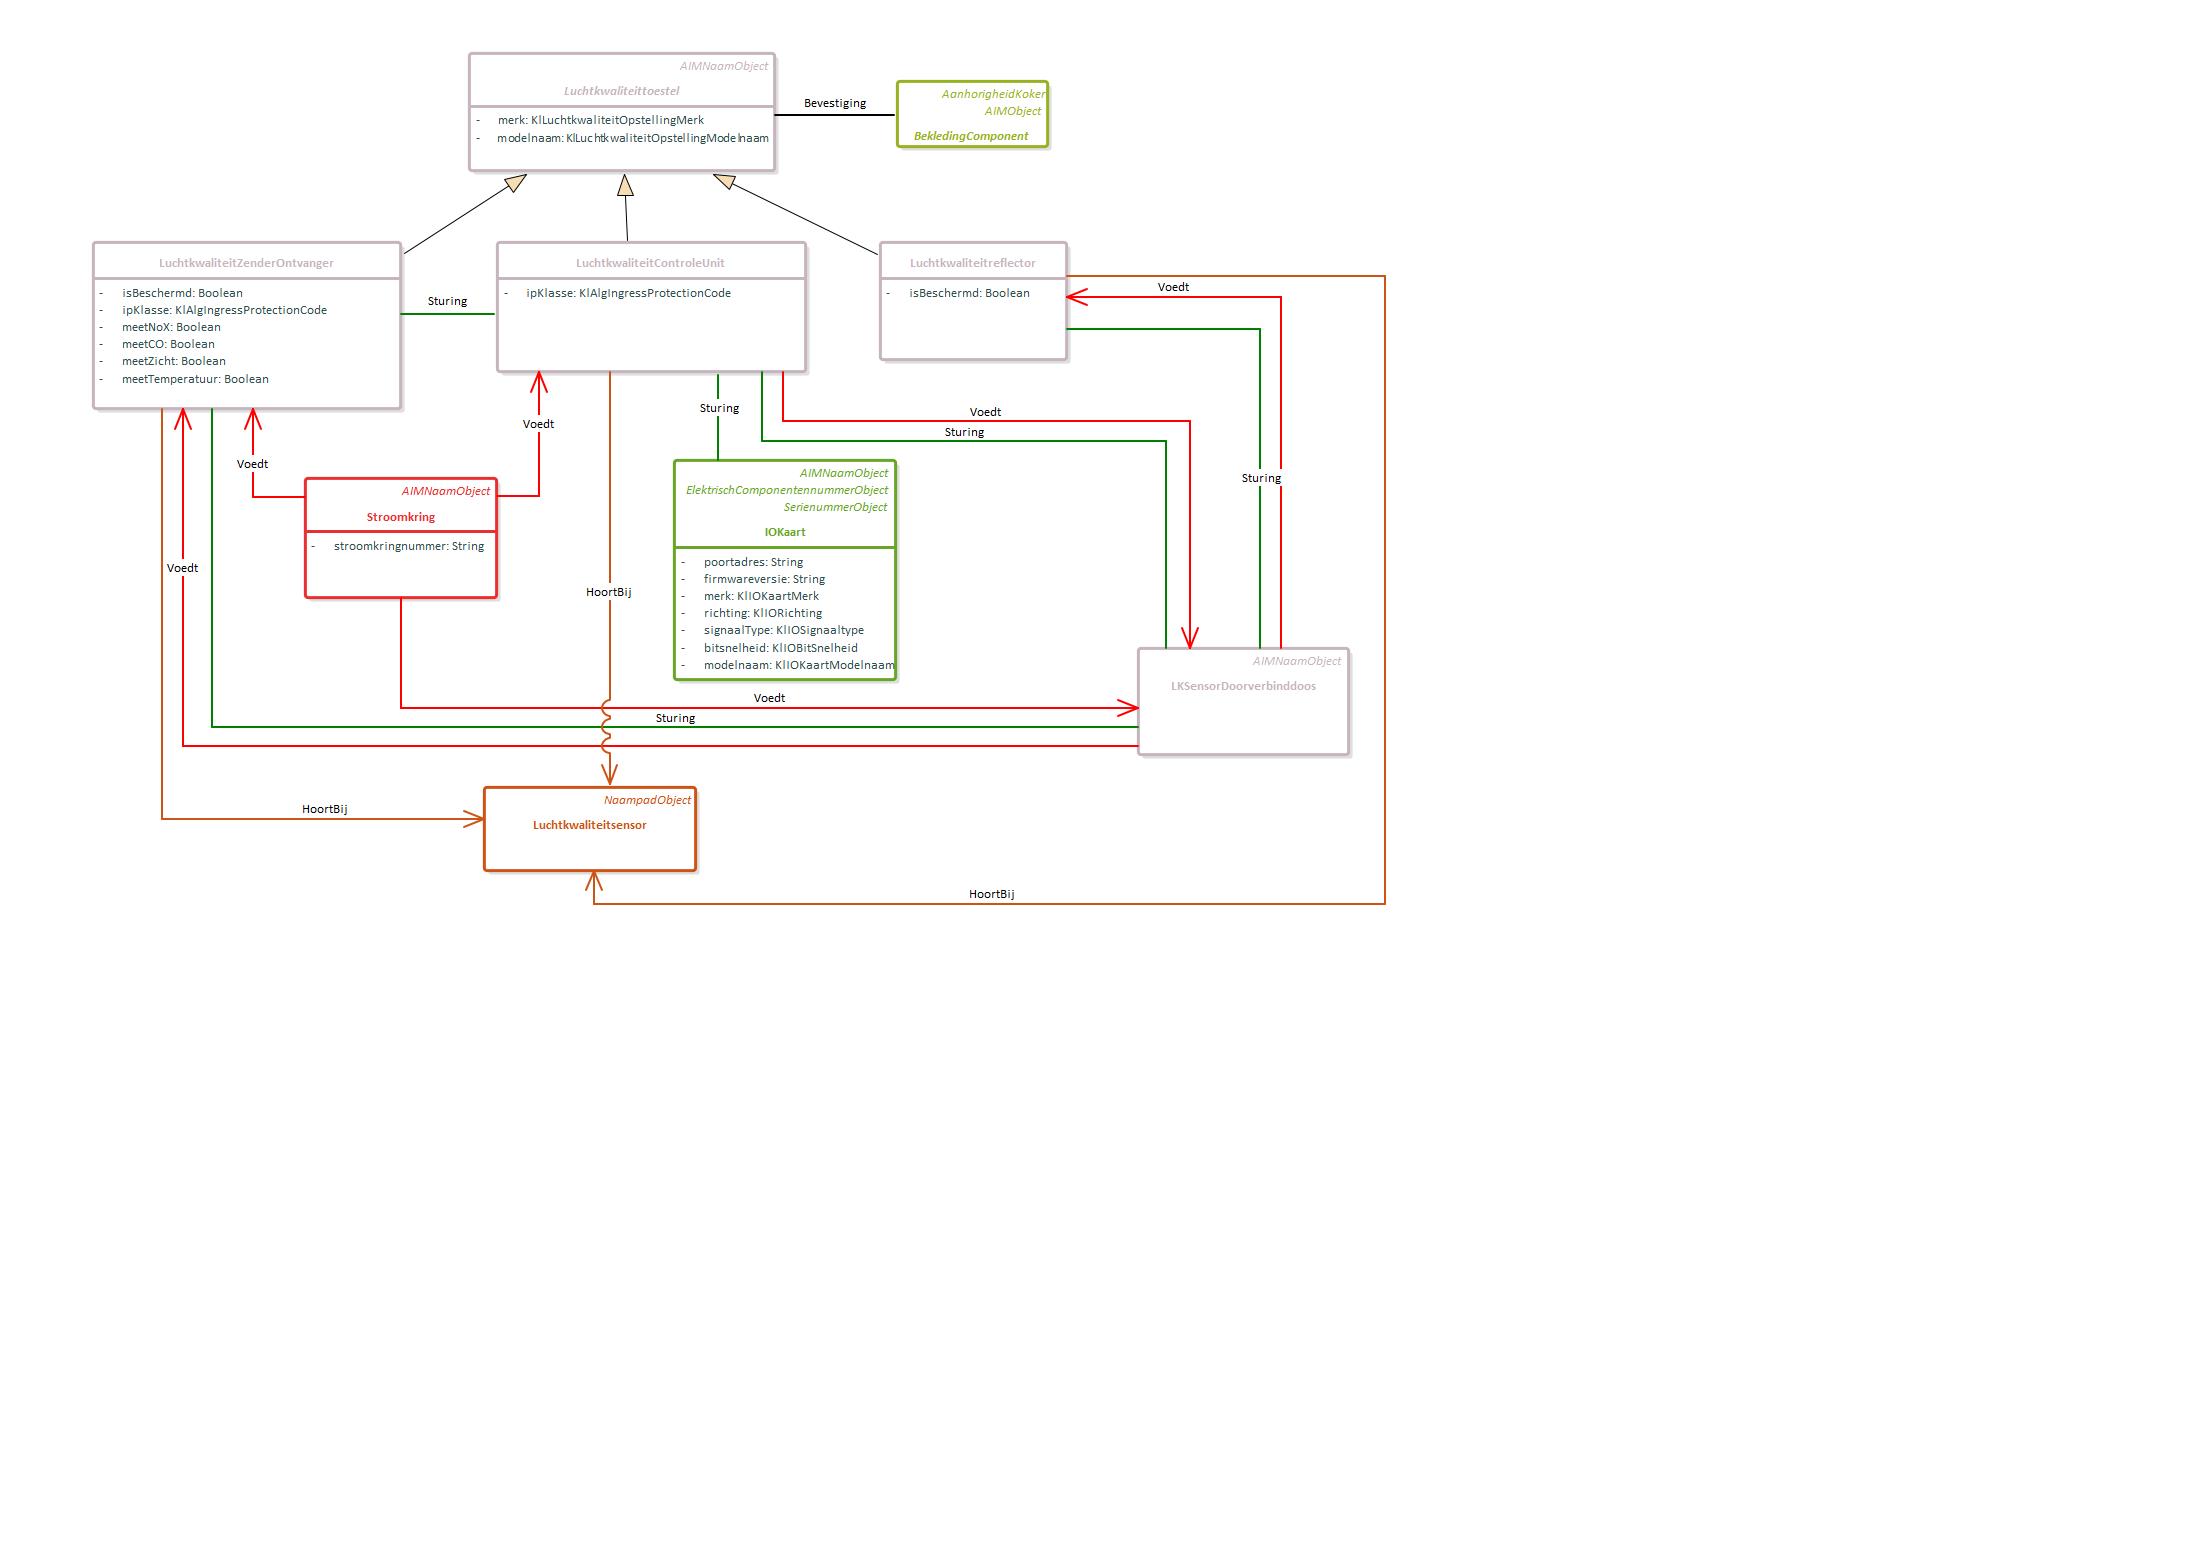 AIMNaamObject
Luchtkwaliteittoestel
- merk: KlLuchtkwaliteitOpstellingMerk
- modelnaam: KlLuchtkwaliteitOpstellingModelnaam
Bevestiging
AanhorigheidKoker
AIMObject
BekledingComponent
LuchtkwaliteitZenderOntvanger
- isBeschermd: Boolean
- ipKlasse: KlAlgIngressProtectionCode
- meetNoX: Boolean
- meetCO: Boolean
- meetZicht: Boolean
- meetTemperatuur: Boolean
Sturing
LuchtkwaliteitControleUnit
- ipKlasse: KlAlgIngressProtectionCode
Luchtkwaliteitreflector
- isBeschermd: Boolean
Voedt
Sturing
Voedt
Voedt
Sturing
Voedt
Sturing
AIMNaamObject
Stroomkring
- stroomkringnummer: String
Voedt
HoortBij
AIMNaamObject
ElektrischComponentennummerObject
SerienummerObject
IOKaart
- poortadres: String
- firmwareversie: String
- merk: KlIOKaartMerk
- richting: KlIORichting
- signaalType: KlIOSignaaltype
- bitsnelheid: KlIOBitSnelheid
- modelnaam: KlIOKaartModelnaam
AIMNaamObject
LKSensorDoorverbinddoos
Voedt
Sturing
NaampadObject
Luchtkwaliteitsensor
HoortBij
HoortBij